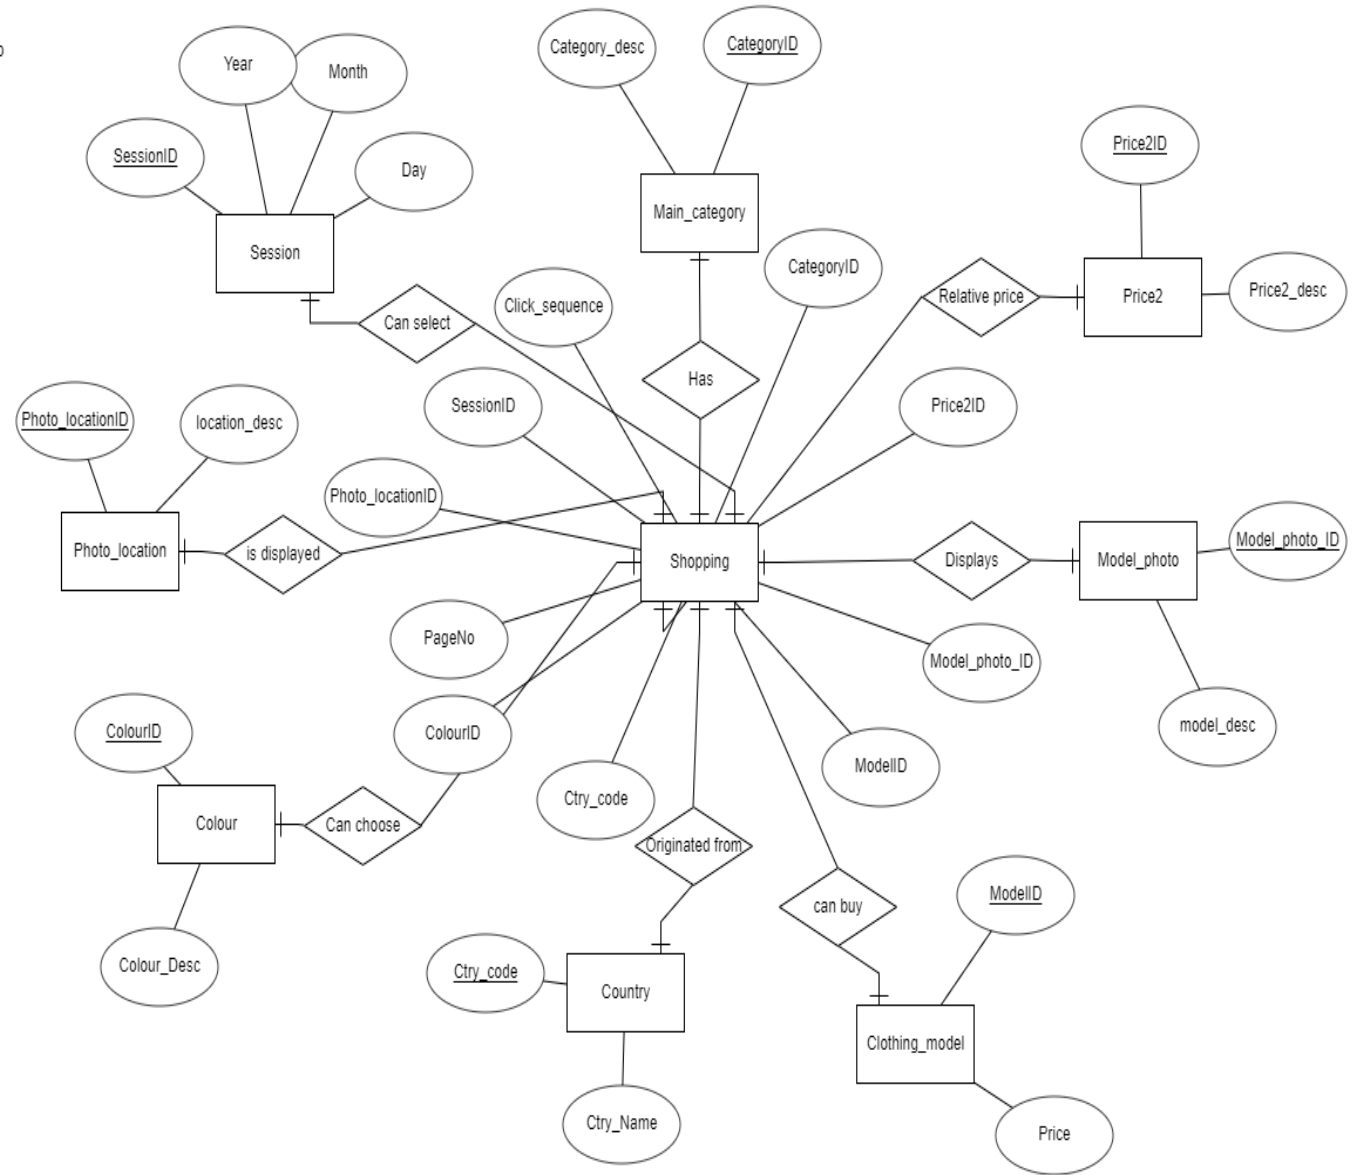 Category_desc
CategoryID
Year
Month
SessionID
Day
Price2ID
Session
Main_category
CategoryID
Click_sequence
Relative price
Price2
Price2_desc
Can select
Has
SessionID
Price2ID
Photo_locationID
location_desc
Photo_locationID
Photo_location
is displayed
Shopping
Displays
Model_photo
Model_photo_ID
PageNo
Model_photo_ID
ColourID
ColourID
model_desc
ModelID
Ctry_code
Colour
Can choose
Originated from
can buy
ModelID
Colour_Desc
Ctry_code
Country
Clothing_model
Ctry_Name
Price